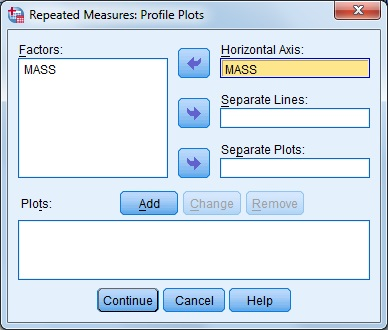 Repeated Measures: Profile Plots
Factors:
MASS
Horizontal Axis:
MASS
Separate Lines:
Separate Plots:
Plots:
Add Change Remove
Continue Cancel Help